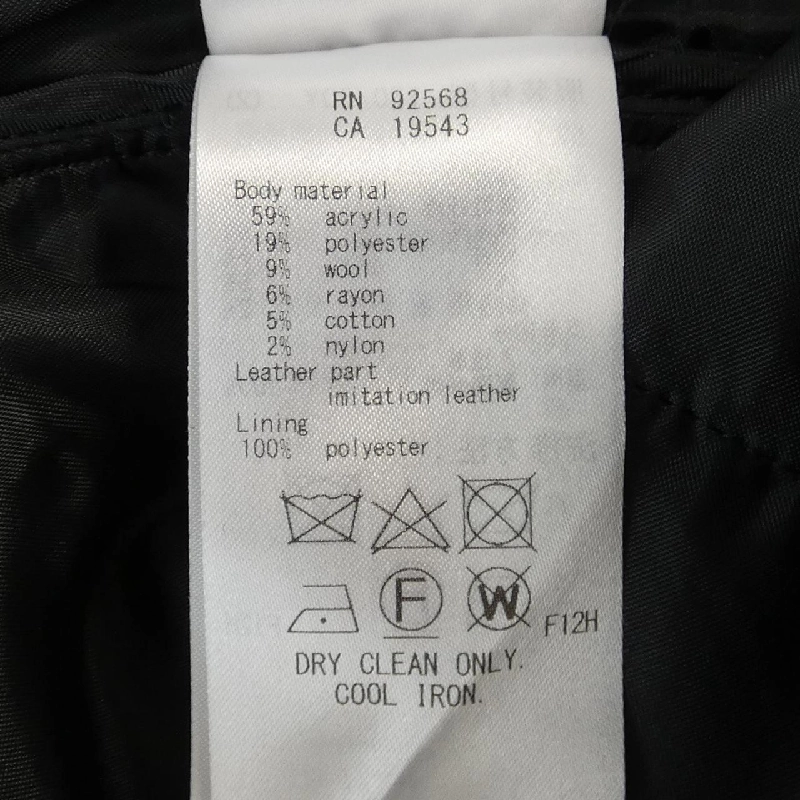 RN 92568
CA 19543
Body material
59% acrylic
19% polyester
9% wool
6% rayon
5% cotton
2% nylon
Leather part
imitation leather
Lining
100% polyester
F W F12H
DRY CLEAN ONLY.
COOL IRON.